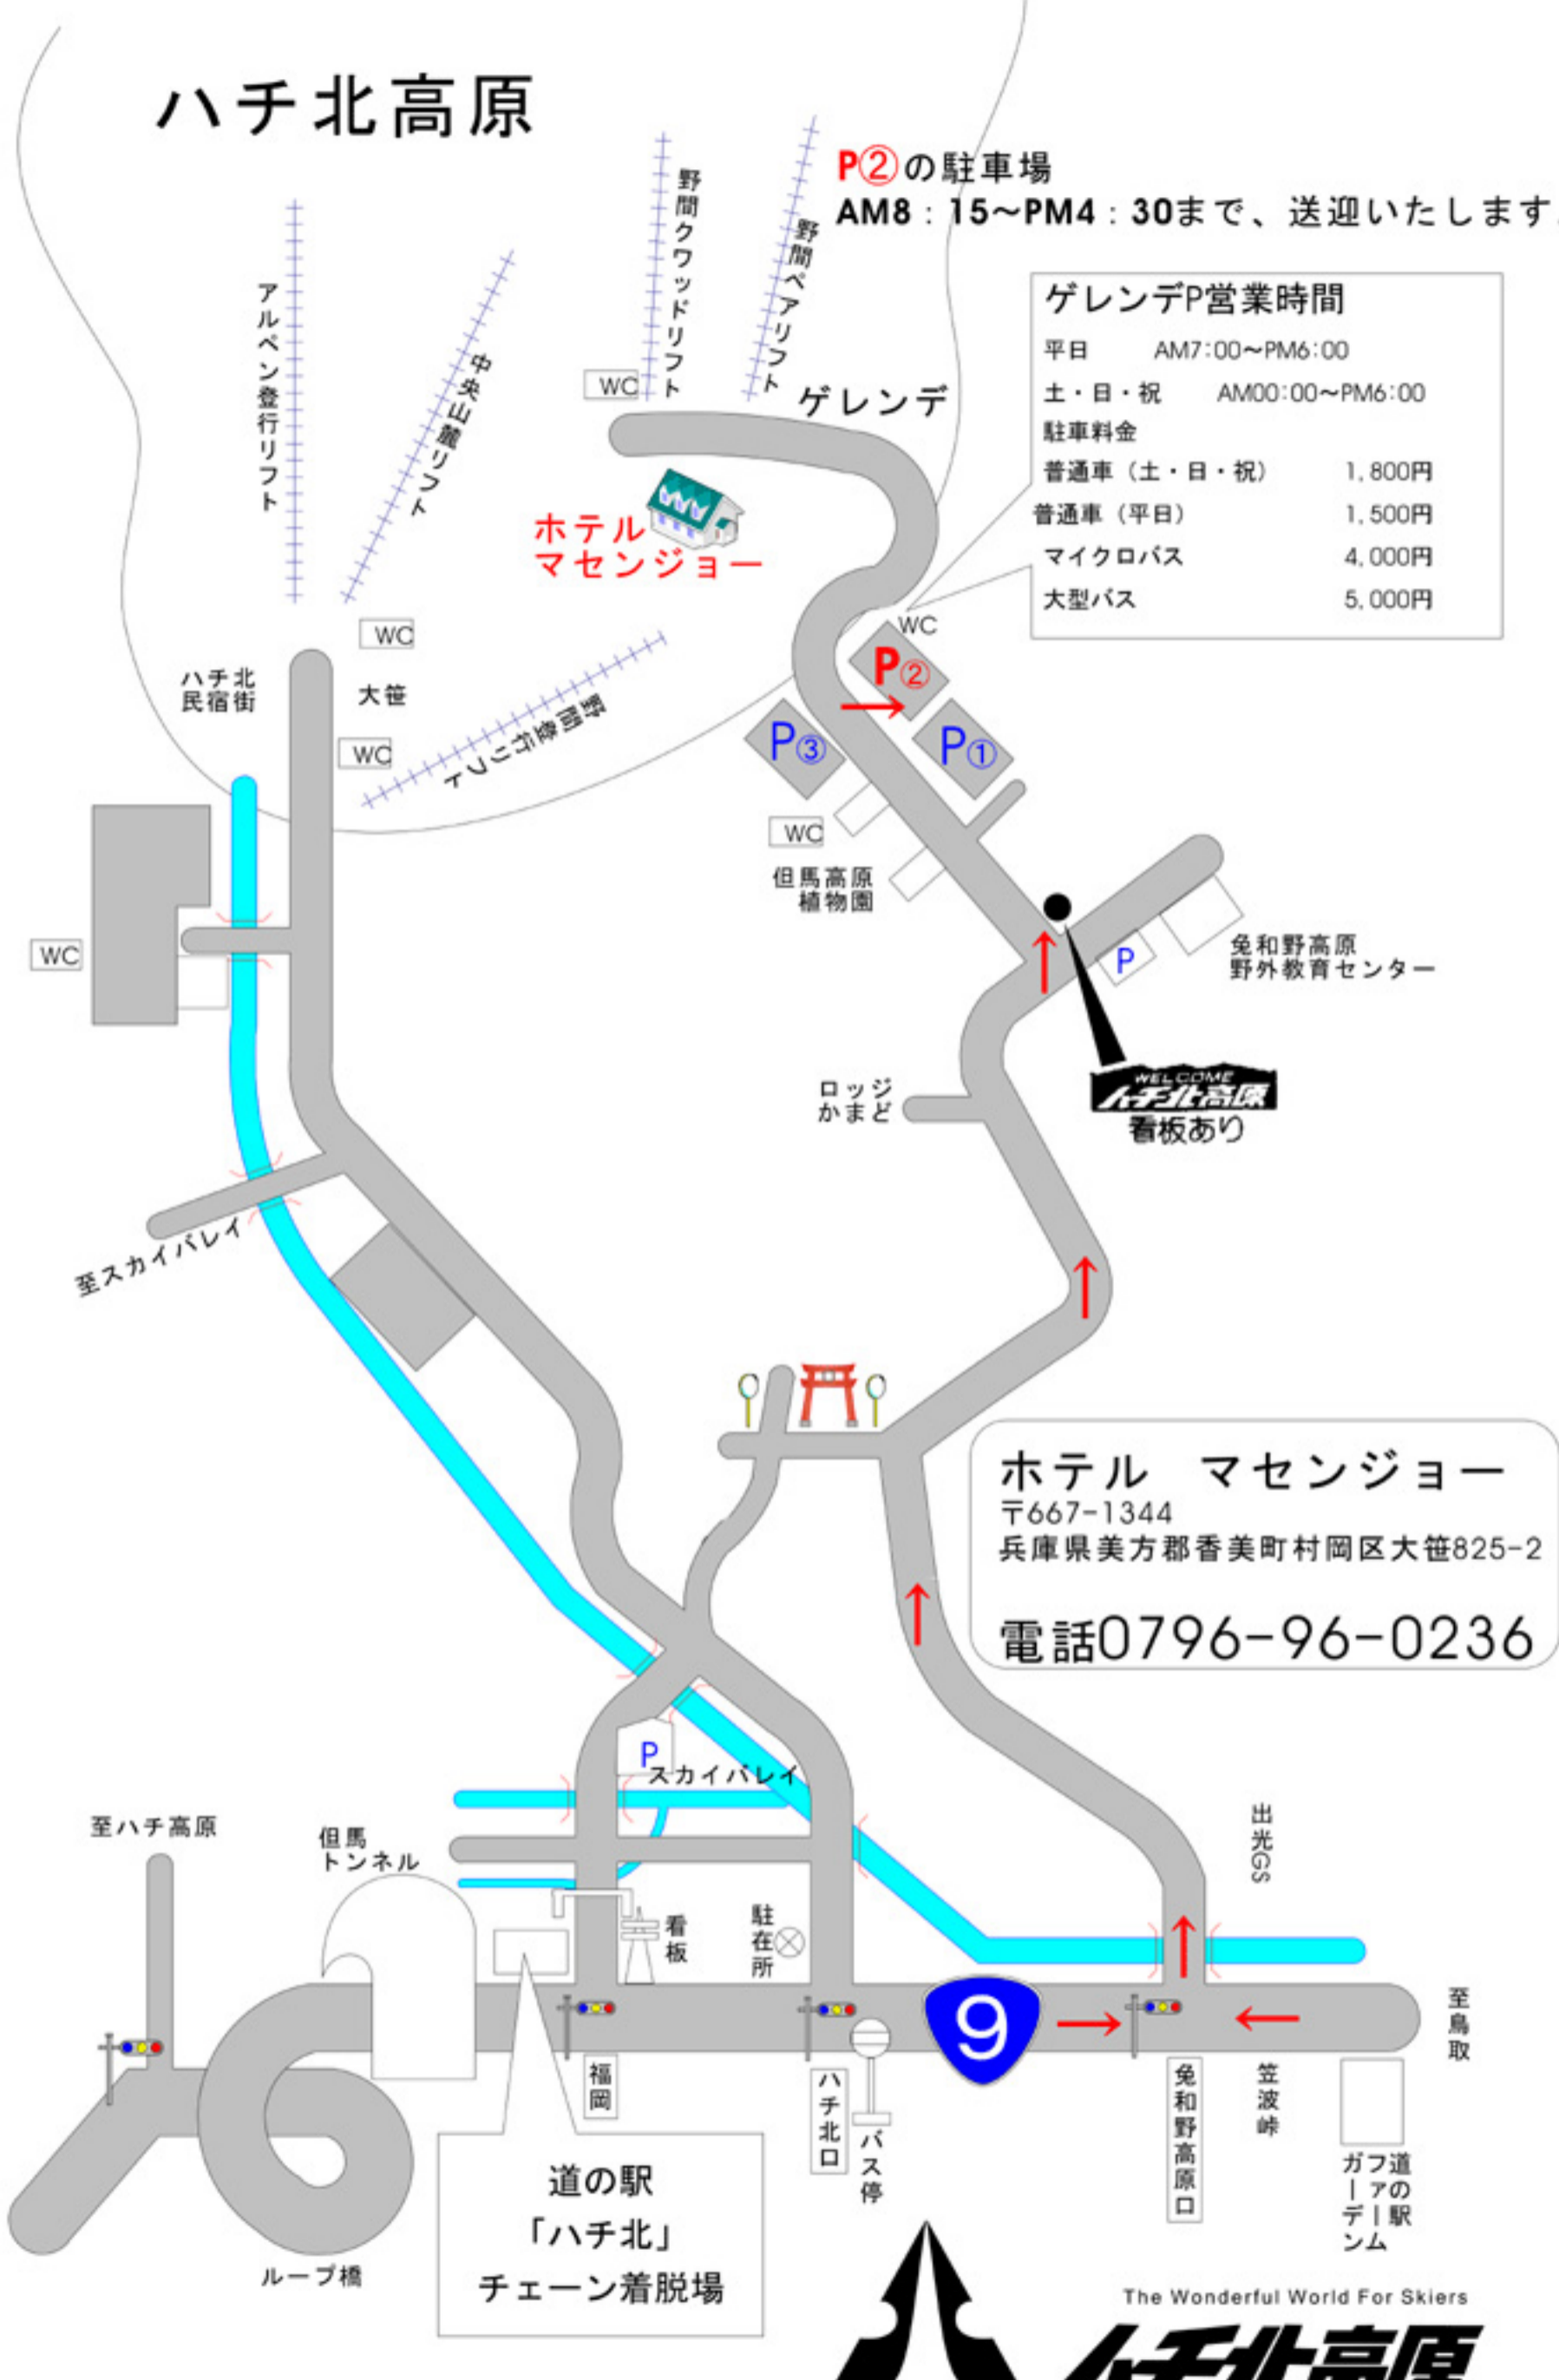 ハチ北高原
P②の駐車場
AM8：15～PM4：30まで、送迎いたします
野間クワッドリフト
野間ペアリフト
アルペン登行リフト
中央山麓リフト
ゲレンデP営業時間
平日 AM7:00～PM6:00
土・日・祝 AM00:00～PM6:00
駐車料金
普通車（土・日・祝） 1,800円
普通車（平日） 1,500円
マイクロバス 4,000円
大型バス 5,000円
WC
ゲレンデ
ホテル
マセンジョー
WC
WC
P②
ハチ北
民宿街
大笹
野間登行リフト
WC
P③
P①
WC
但馬高原
植物園
WC
P
兎和野高原
野外教育センター
ロッジ
かまど
WELCOME
ハチ北高原
看板あり
至スカイバレイ
ホテル マセンジョー
〒667-1344
兵庫県美方郡香美町村岡区大笹825-2
電話0796-96-0236
P
スカイバレイ
至ハチ高原
但馬
トンネル
出光GS
看板
駐在所
9
至鳥取
福岡
ハチ北口
バス停
兎和野高原口
笠波峠
道の駅
ファーム
ガーデン
道の駅
「ハチ北」
チェーン着脱場
ループ橋
The Wonderful World For Skiers
ハチ北高原